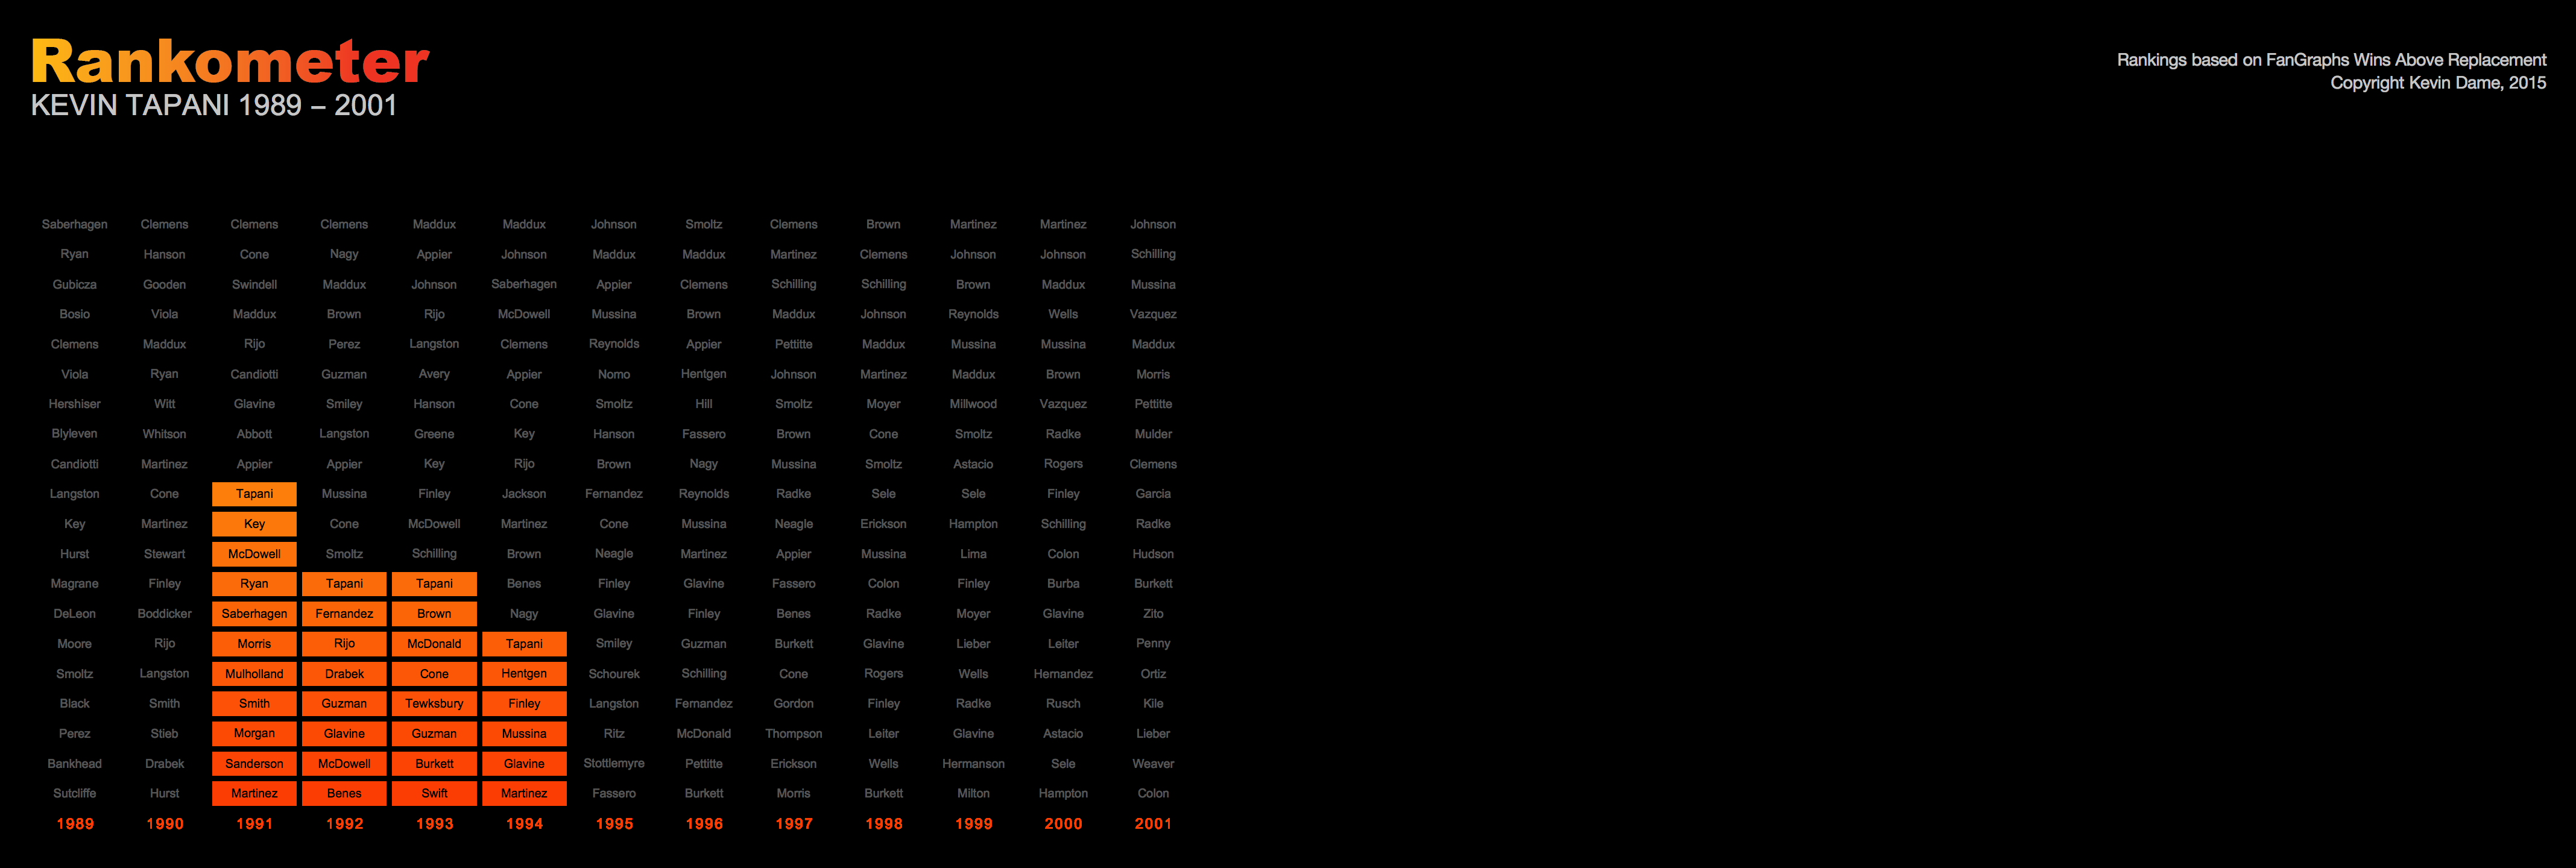 Rankometer
KEVIN TAPANI 1989 – 2001
Rankings based on FanGraphs Wins Above Replacement
Copyright Kevin Dame, 2015
Saberhagen Clemens Clemens Clemens Maddux Maddux Johnson Smoltz Clemens Brown Martinez Martinez Johnson
Ryan Hanson Cone Nagy Appier Johnson Maddux Maddux Martinez Clemens Johnson Johnson Schilling
Gubicza Gooden Swindell Maddux Johnson Saberhagen Appier Clemens Schilling Schilling Brown Maddux Mussina
Bosio Viola Maddux Brown Rijo McDowell Mussina Brown Maddux Johnson Reynolds Wells Vazquez
Clemens Maddux Rijo Perez Langston Clemens Reynolds Appier Pettitte Maddux Mussina Mussina Maddux
Viola Ryan Candiotti Guzman Avery Appier Nomo Hentgen Johnson Martinez Maddux Brown Morris
Hershiser Witt Glavine Smiley Hanson Cone Smoltz Hill Smoltz Moyer Millwood Vazquez Pettitte
Blyleven Whitson Abbott Langston Greene Key Hanson Fassero Brown Cone Smoltz Radke Mulder
Candiotti Martinez Appier Appier Key Rijo Brown Nagy Mussina Smoltz Astacio Rogers Clemens
Langston Cone Tapani Mussina Finley Jackson Fernandez Reynolds Radke Sele Sele Finley Garcia
Key Martinez Key Cone McDowell Martinez Cone Mussina Neagle Erickson Hampton Schilling Radke
Hurst Stewart McDowell Smoltz Schilling Brown Neagle Martinez Appier Mussina Lima Colon Hudson
Magrane Finley Ryan Tapani Tapani Benes Finley Glavine Fassero Colon Finley Burba Burkett
DeLeon Boddicker Saberhagen Fernandez Brown Nagy Glavine Finley Benes Radke Moyer Glavine Zito
Moore Rijo Morris Rijo McDonald Tapani Smiley Guzman Burkett Glavine Lieber Leiter Penny
Smoltz Langston Mulholland Drabek Cone Hentgen Schourek Schilling Cone Rogers Wells Hernandez Ortiz
Black Smith Smith Guzman Tewksbury Finley Langston Fernandez Gordon Finley Radke Rusch Kile
Perez Stieb Morgan Glavine Guzman Mussina Ritz McDonald Thompson Leiter Glavine Astacio Lieber
Bankhead Drabek Sanderson McDowell Burkett Glavine Stottlemyre Pettitte Erickson Wells Hermanson Sele Weaver
Sutcliffe Hurst Martinez Benes Swift Martinez Fassero Burkett Morris Burkett Milton Hampton Colon
1989 1990 1991 1992 1993 1994 1995 1996 1997 1998 1999 2000 2001